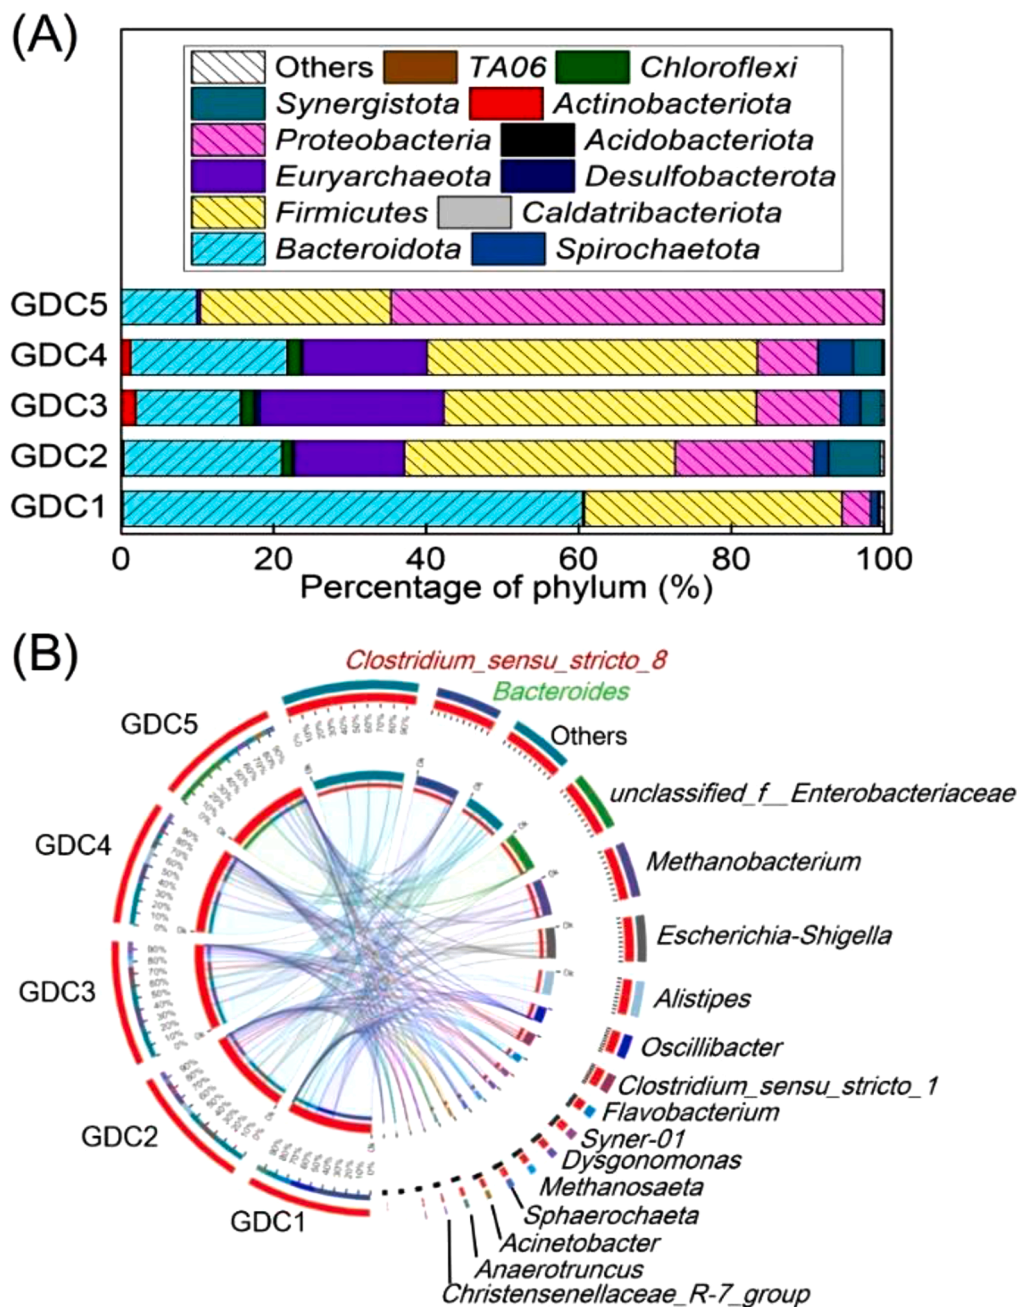 (A)
Others TA06 Chloroflexi
Synergistota Actinobacteriota
Proteobacteria Acidobacteriota
Euryarchaeota Desulfobacterota
Firmicutes Caldatribacteriota
Bacteroidota Spirochaetota
GDC5
GDC4
GDC3
GDC2
GDC1
0 20 40 60 80 100
Percentage of phylum (%)
(B)
Clostridium_sensu_stricto_8
Bacteroides
GDC5
Others
unclassified_f__Enterobacteriaceae
GDC4
Methanobacterium
Escherichia-Shigella
GDC3
Alistipes
Oscillibacter
Clostridium_sensu_stricto_1
Flavobacterium
GDC2
Syner-01
Dysgonomonas
Methanosaeta
GDC1
Sphaerochaeta
Acinetobacter
Anaerotruncus
Christensenellaceae_R-7_group